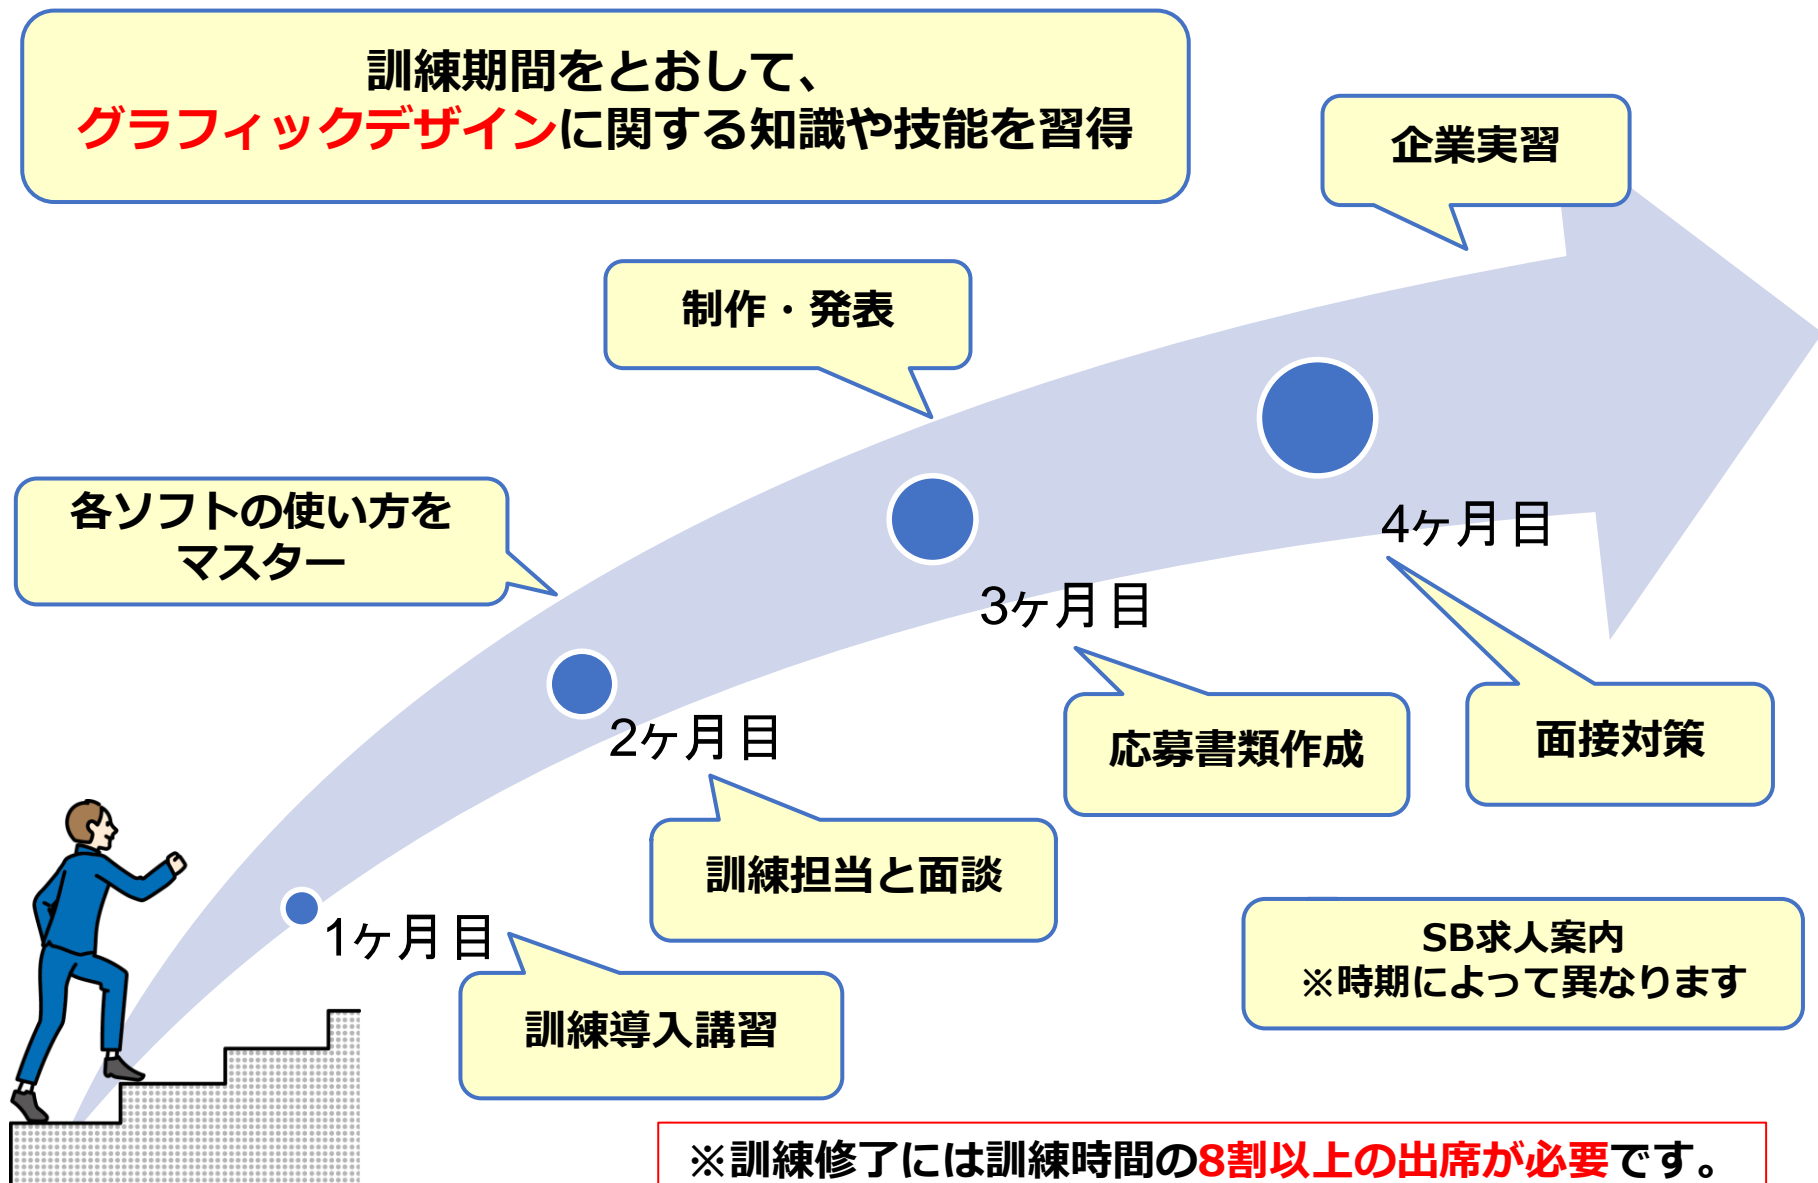 訓練期間をとおして、
グラフィックデザインに関する知識や技能を習得
企業実習
制作・発表
各ソフトの使い方を
マスター
4ヶ月目
3ヶ月目
2ヶ月目
1ヶ月目
面接対策
応募書類作成
訓練担当と面談
訓練導入講習
SB求人案内
※時期によって異なります
※訓練修了には訓練時間の8割以上の出席が必要です。